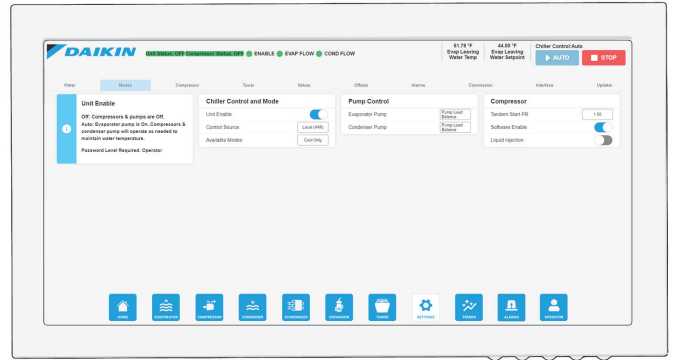 DAIKIN
Unit Status: OFF Compressor Status: OFF ENABLE EVAP FLOW COND FLOW
61.78 °F
Evap Leaving
Water Temp
44.00 °F
Evap Leaving
Water Setpoint
Chiller Control:Auto
AUTO
STOP
Water Modes Compressor Tower Valves Offsets Alarms Commission Interface Updater
Unit Enable
Off: Compressors & pumps are Off.
Auto: Evaporator pump is On. Compressors &
condenser pump will operate as needed to
maintain water temperature.
Password Level Required: Operator
Chiller Control and Mode
Unit Enable
Control Source Local (HMI)
Available Modes Cool Only
Pump Control
Evaporator Pump Pump Lead
Balance
Condenser Pump Pump Lead
Balance
Compressor
Tandem Start PR
Software Enable
Liquid Injection
HOME EVAPORATOR COMPRESSOR CONDENSER ECONOMIZER EXPANSION TOWER SETTINGS TRENDS ALARMS OPERATOR